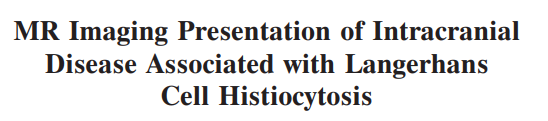 MR Imaging Presentation of Intracranial
Disease Associated with Langerhans
Cell Histiocytosis